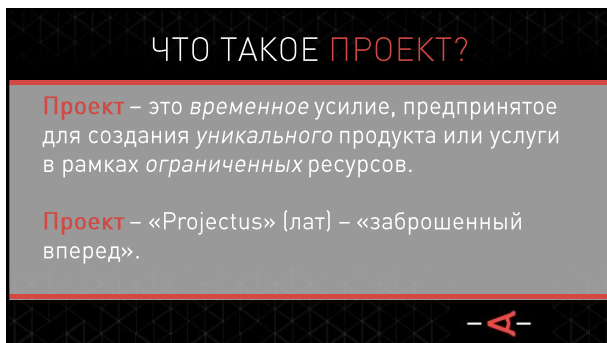 ЧТО ТАКОЕ ПРОЕКТ?
Проект – это временное усилие, предпринятое
для создания уникального продукта или услуги
в рамках ограниченных ресурсов.
Проект – «Projectus» (лат) – «заброшенный
вперед».